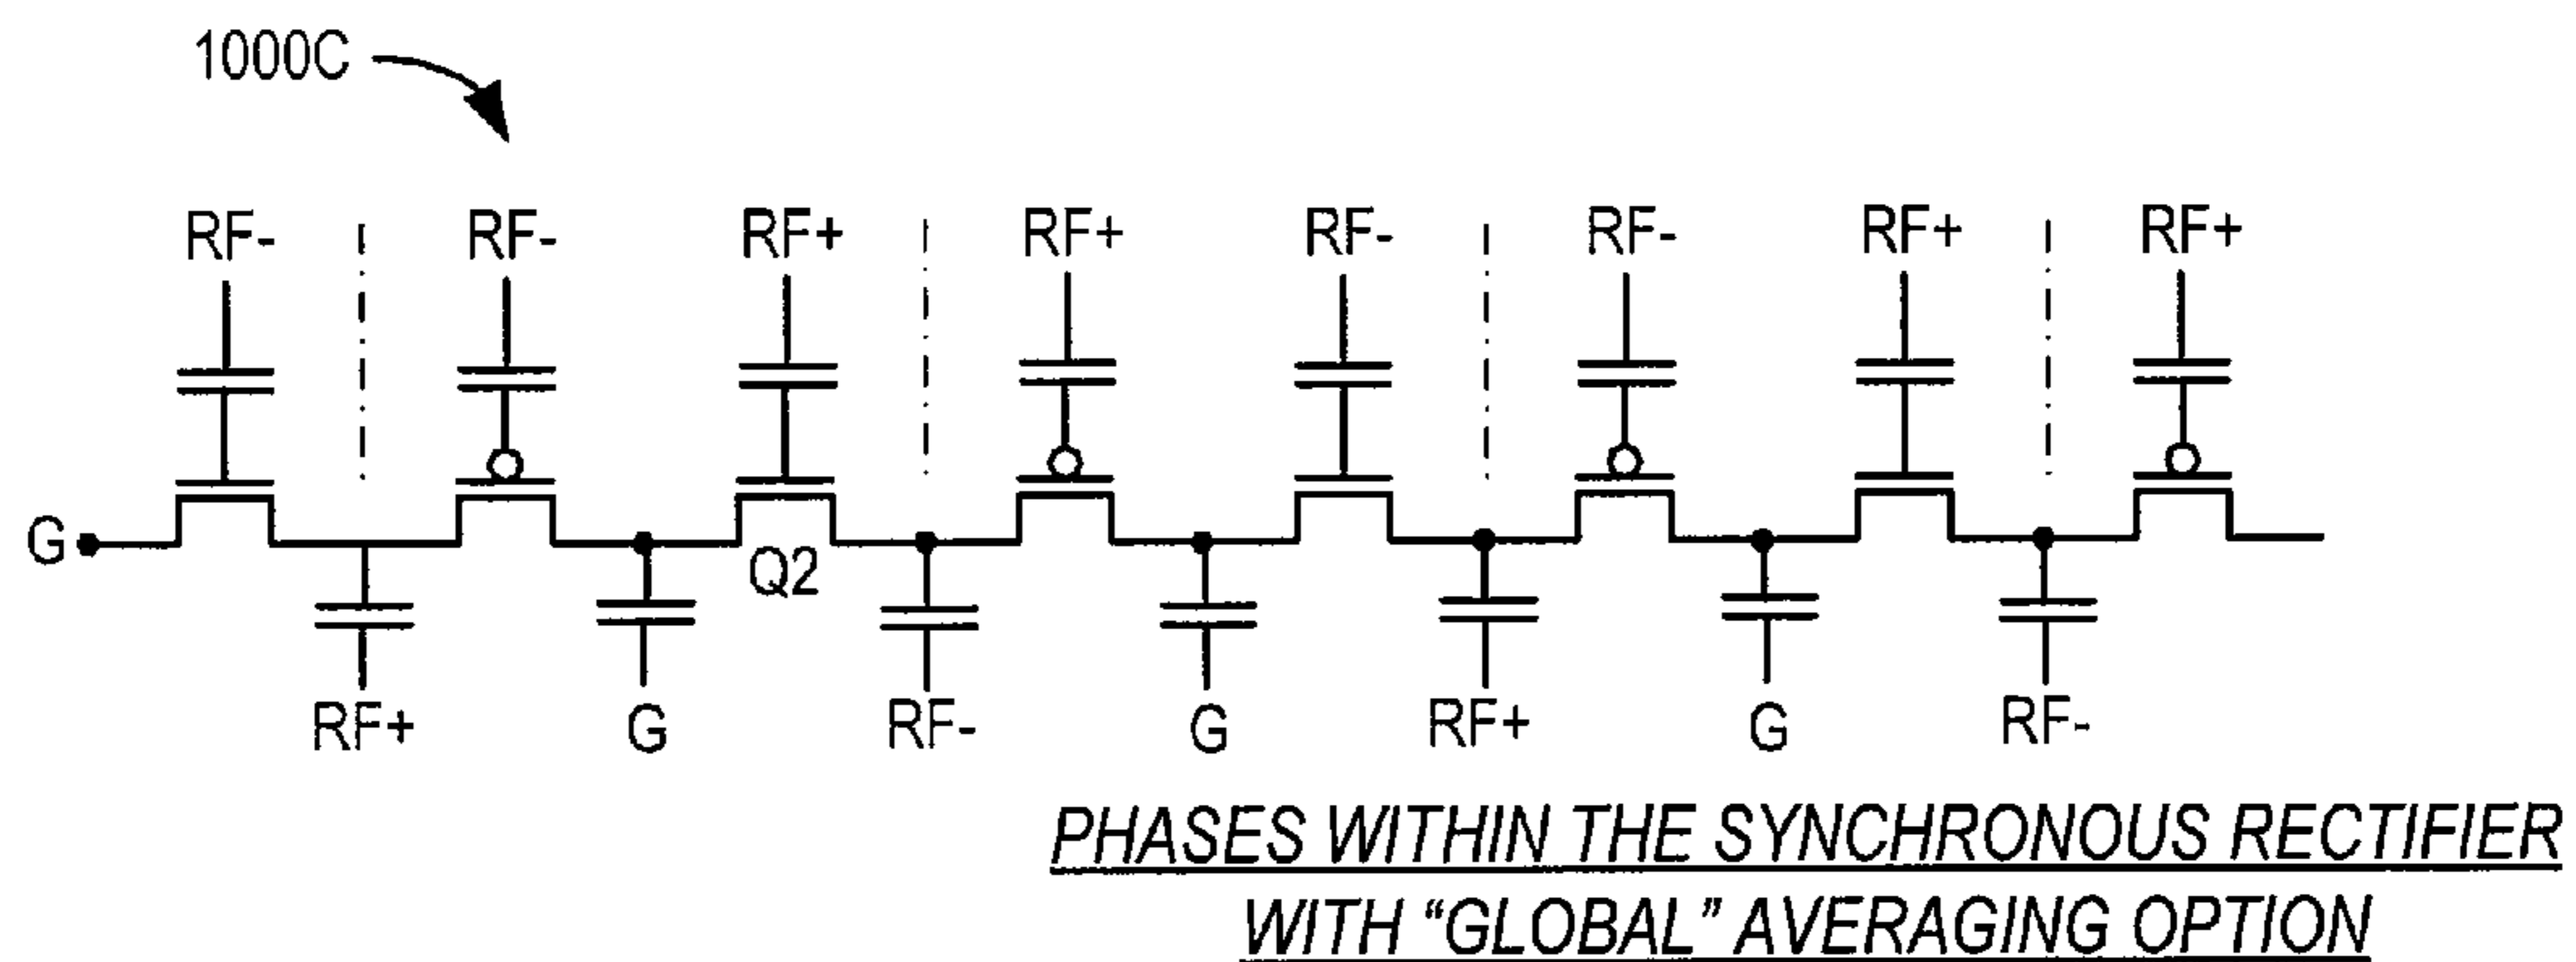 1000C
RF- RF- RF+ RF+ RF- RF- RF+ RF+
G
Q2
RF+ G RF- G RF+ G RF-
PHASES WITHIN THE SYNCHRONOUS RECTIFIER
WITH “GLOBAL” AVERAGING OPTION